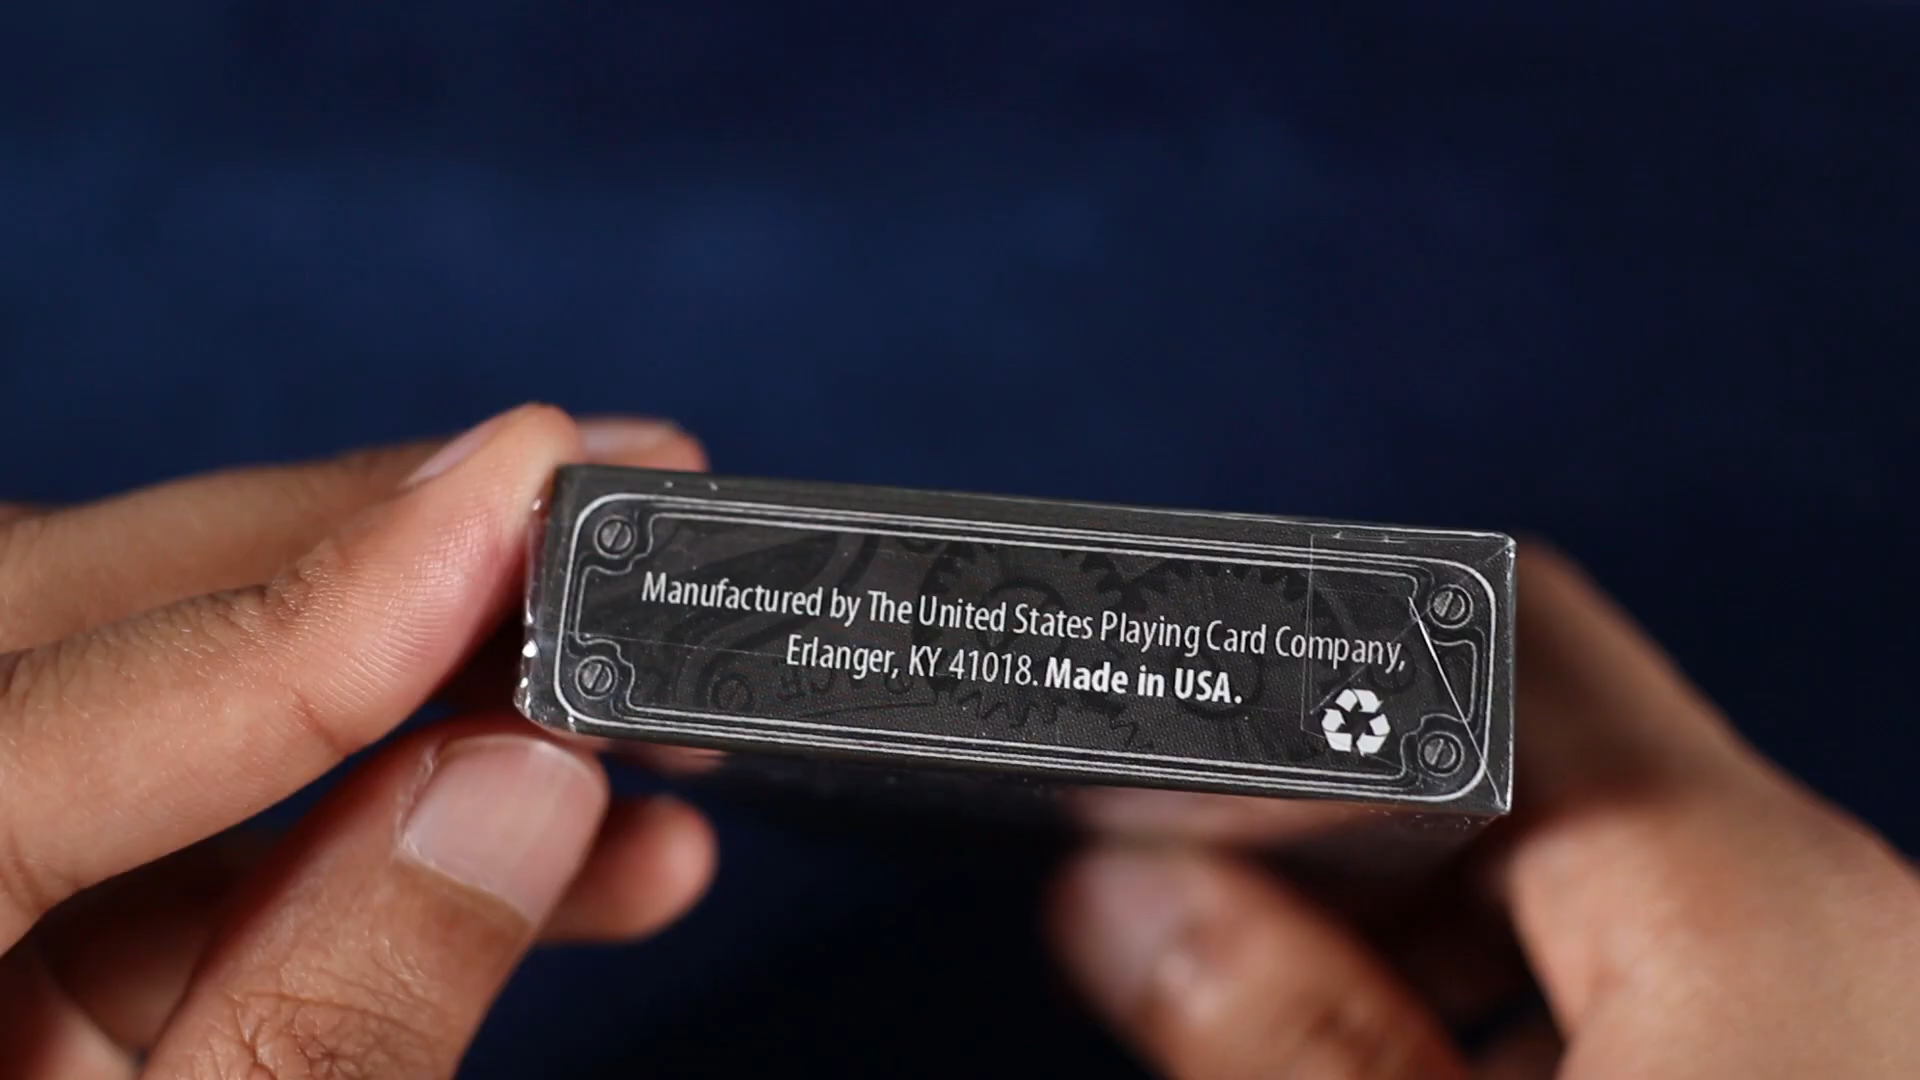 Manufactured by The United States Playing Card Company,
Erlanger, KY 41018. Made in USA.